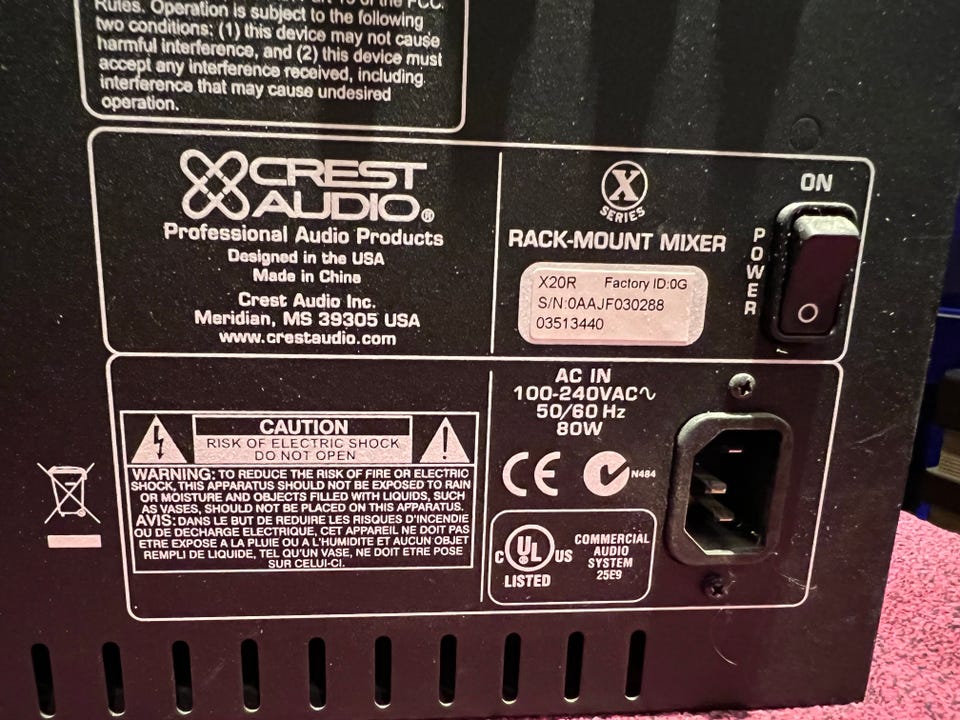 Rules. Operation is subject to the following
two conditions: (1) this device may not cause
harmful interference, and (2) this device must
accept any interference received, including
interference that may cause undesired
operation.
CREST
AUDIO®
Professional Audio Products
Designed in the USA
Made in China
Crest Audio Inc.
Meridian, MS 39305 USA
www.crestaudio.com
X
SERIES
RACK-MOUNT MIXER
X20R Factory ID:0G
S/N:0AAJF030288
03513440
ON
POWER
O
CAUTION
RISK OF ELECTRIC SHOCK
DO NOT OPEN
WARNING: TO REDUCE THE RISK OF FIRE OR ELECTRIC
SHOCK, THIS APPARATUS SHOULD NOT BE EXPOSED TO RAIN
OR MOISTURE AND OBJECTS FILLED WITH LIQUIDS, SUCH
AS VASES, SHOULD NOT BE PLACED ON THIS APPARATUS.
AVIS: DANS LE BUT DE REDUIRE LES RISQUES D'INCENDIE
OU DE DECHARGE ELECTRIQUE, CET APPAREIL NE DOIT PAS
ETRE EXPOSE A LA PLUIE OU A L'HUMIDITE ET AUCUN OBJET
REMPLI DE LIQUIDE, TEL QU'UN VASE, NE DOIT ETRE POSE
SUR CELUI-CI.
AC IN
100-240VAC∿
50/60 Hz
80W
CE
N484
C UL® US
LISTED
COMMERCIAL
AUDIO
SYSTEM
25E9